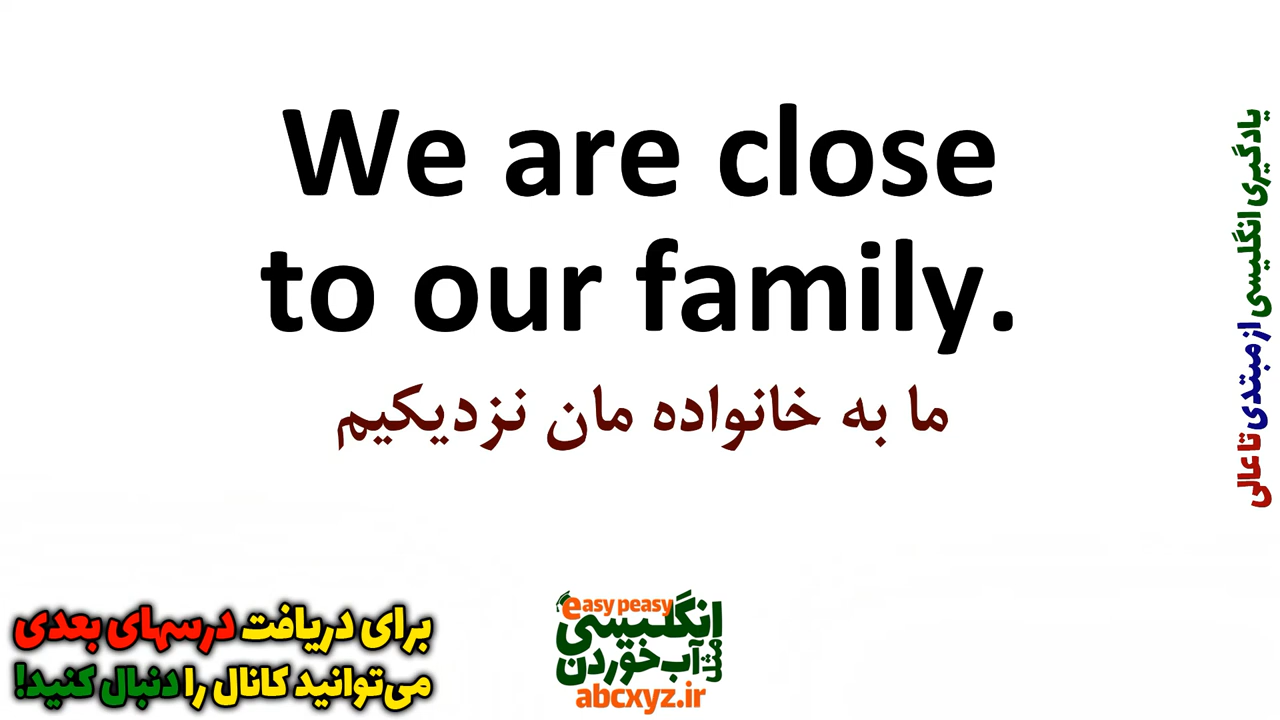 We are close
to our family.
ما به خانواده مان نزدیکیم
یادگیری انگلیسی از مبتدی تا عالی
برای دریافت درسهای بعدی
می‌توانید کانال را دنبال کنید!
easy peasy
انگلیسی
مثل
آب خوردن
abcxyz.ir